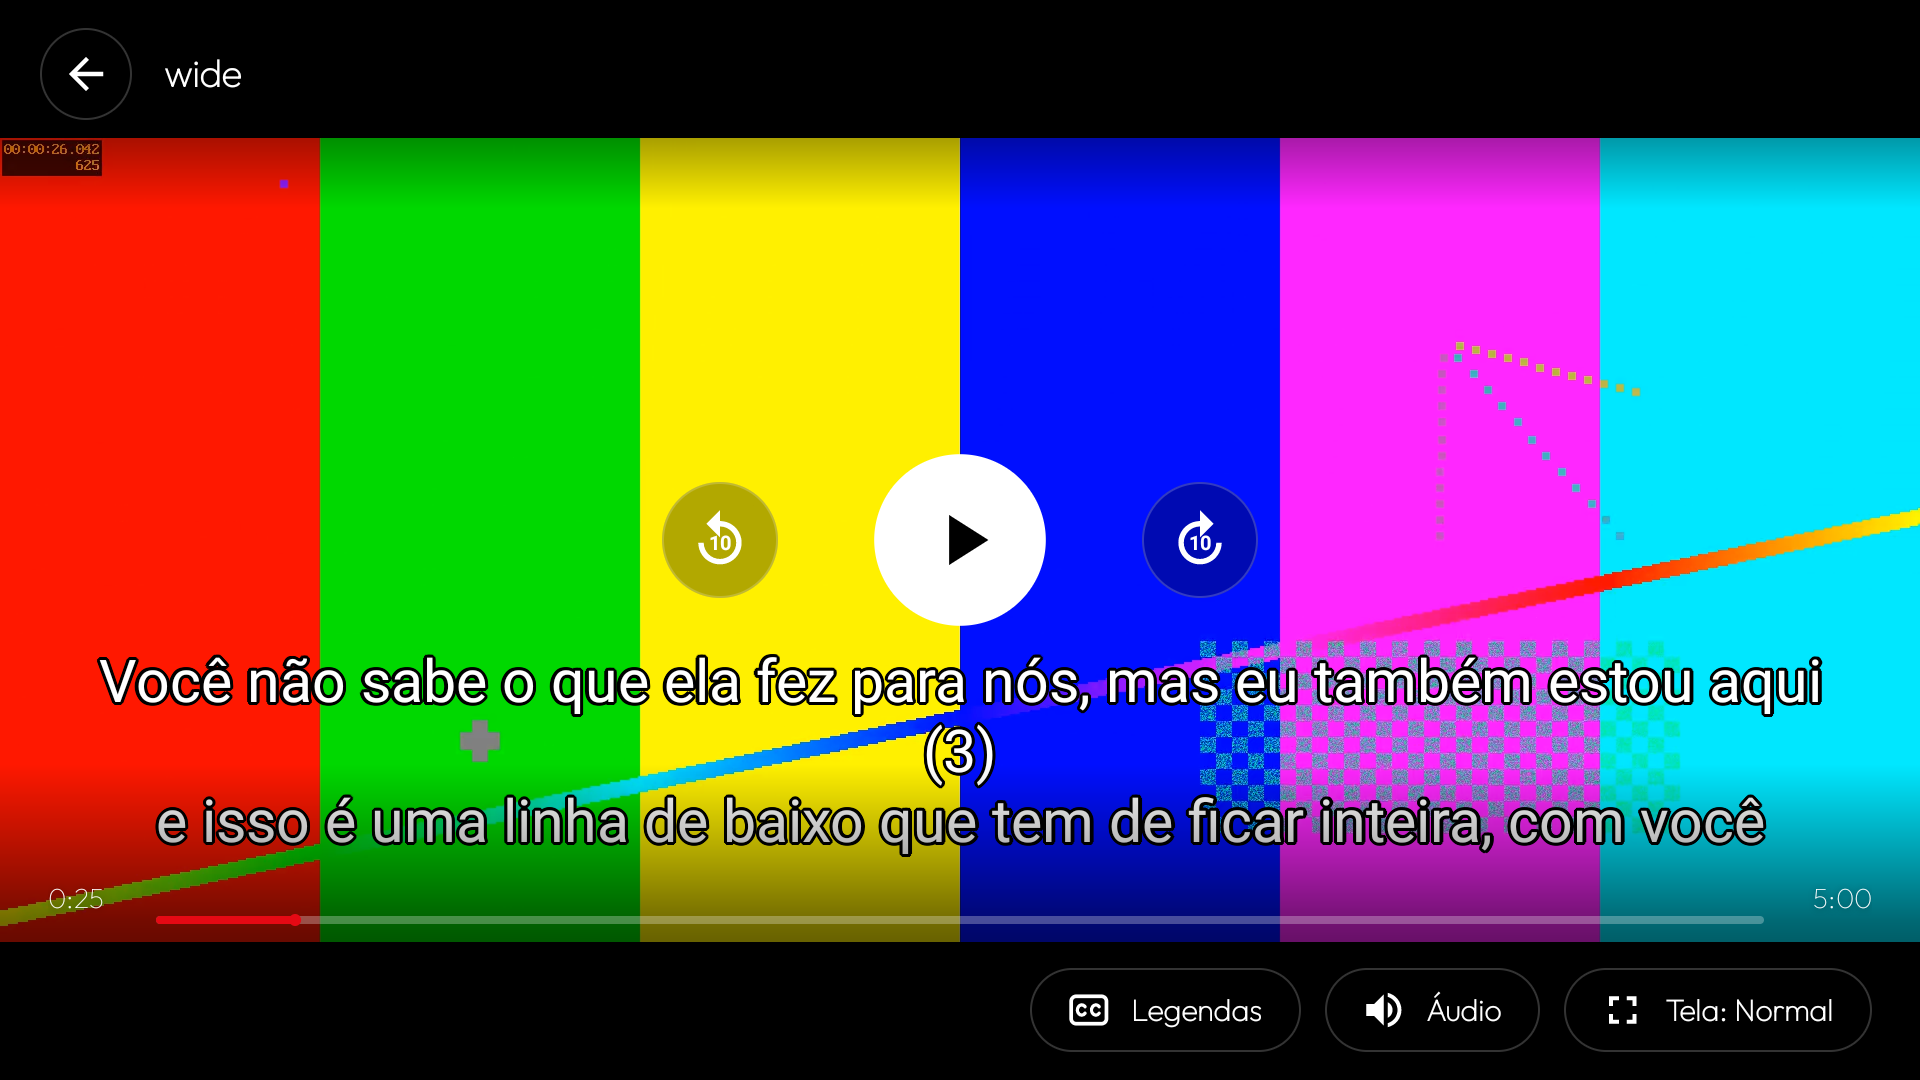 wide
00:00:26.042
625
10
10
Você não sabe o que ela fez para nós, mas eu também estou aqui
(3)
e isso é uma linha de baixo que tem de ficar inteira, com você
0:25
5:00
CC Legendas
Áudio
Tela: Normal